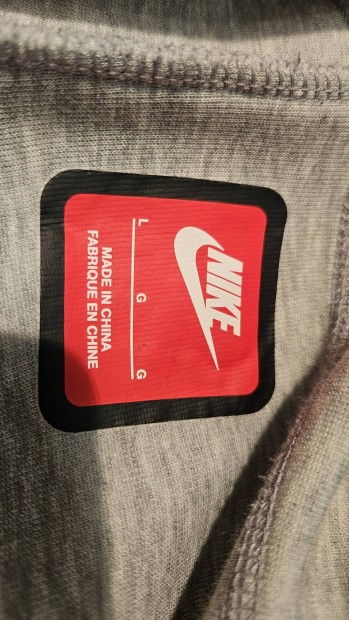 NIKE
L G G
MADE IN CHINA
FABRIQUE EN CHINE